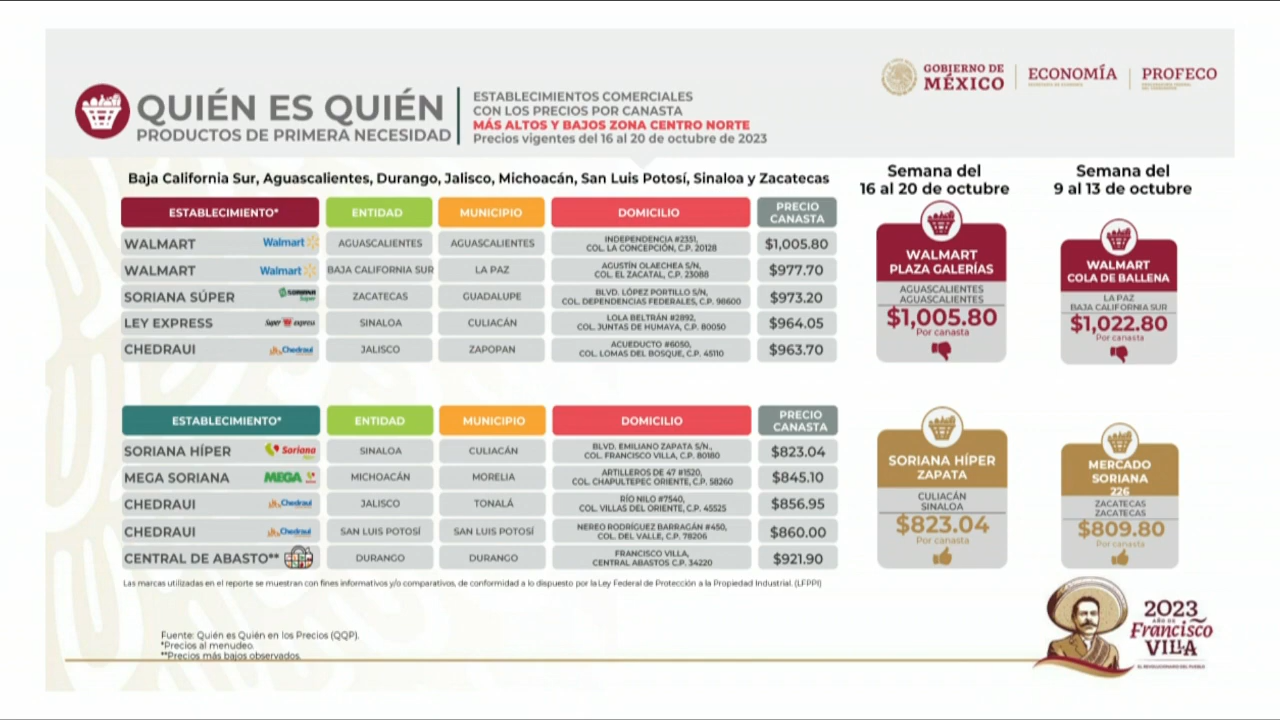 QUIÉN ES QUIÉN
PRODUCTOS DE PRIMERA NECESIDAD
ESTABLECIMIENTOS COMERCIALES
CON LOS PRECIOS POR CANASTA
MÁS ALTOS Y BAJOS ZONA CENTRO NORTE
Precios vigentes del 16 al 20 de octubre de 2023
GOBIERNO DE
MÉXICO
ECONOMÍA
PROFECO
Baja California Sur, Aguascalientes, Durango, Jalisco, Michoacán, San Luis Potosí, Sinaloa y Zacatecas
ESTABLECIMIENTO* ENTIDAD MUNICIPIO DOMICILIO PRECIO CANASTA
WALMART Walmart AGUASCALIENTES AGUASCALIENTES INDEPENDENCIA #2351, COL. LA CONCEPCIÓN, C.P. 20128 $1,005.80
WALMART Walmart BAJA CALIFORNIA SUR LA PAZ AGUSTÍN OLAECHEA S/N, COL. EL ZACATAL, C.P. 23088 $977.70
SORIANA SÚPER SORIANA Súper ZACATECAS GUADALUPE BLVD. LÓPEZ PORTILLO S/N, COL. DEPENDENCIAS FEDERALES, C.P. 98600 $973.20
LEY EXPRESS Super express SINALOA CULIACÁN LOLA BELTRÁN #2892, COL. JUNTAS DE HUMAYA, C.P. 80050 $964.05
CHEDRAUI Chedraui JALISCO ZAPOPAN ACUEDUCTO #6050, COL. LOMAS DEL BOSQUE, C.P. 45110 $963.70
ESTABLECIMIENTO* ENTIDAD MUNICIPIO DOMICILIO PRECIO CANASTA
SORIANA HÍPER Soriana SINALOA CULIACÁN BLVD. EMILIANO ZAPATA S/N., COL. FRANCISCO VILLA, C.P. 80180 $823.04
MEGA SORIANA MEGA MICHOACÁN MORELIA ARTILLEROS DE 47 #1520, COL. CHAPULTEPEC ORIENTE, C.P. 58260 $845.10
CHEDRAUI Chedraui JALISCO TONALÁ RÍO NILO #7540, COL. VILLAS DEL ORIENTE, C.P. 45525 $856.95
CHEDRAUI Chedraui SAN LUIS POTOSÍ SAN LUIS POTOSÍ NEREO RODRÍGUEZ BARRAGÁN #450, COL. DEL VALLE, C.P. 78206 $860.00
CENTRAL DE ABASTO** DURANGO DURANGO FRANCISCO VILLA, CENTRAL ABASTOS C.P. 34220 $921.90
Las marcas utilizadas en el reporte se muestran con fines informativos y/o comparativos, de conformidad a lo dispuesto por la Ley Federal de Protección a la Propiedad Industrial. (LFPPI)
Semana del
16 al 20 de octubre
WALMART
PLAZA GALERÍAS
AGUASCALIENTES
AGUASCALIENTES
$1,005.80
Por canasta
Semana del
9 al 13 de octubre
WALMART
COLA DE BALLENA
LA PAZ
BAJA CALIFORNIA SUR
$1,022.80
Por canasta
SORIANA HÍPER
ZAPATA
CULIACÁN
SINALOA
$823.04
Por canasta
MERCADO
SORIANA
226
ZACATECAS
ZACATECAS
$809.80
Por canasta
Fuente: Quién es Quién en los Precios (QQP).
*Precios al menudeo.
**Precios más bajos observados.
2023
AÑO DE
Francisco
VILLA
EL REVOLUCIONARIO DEL PUEBLO